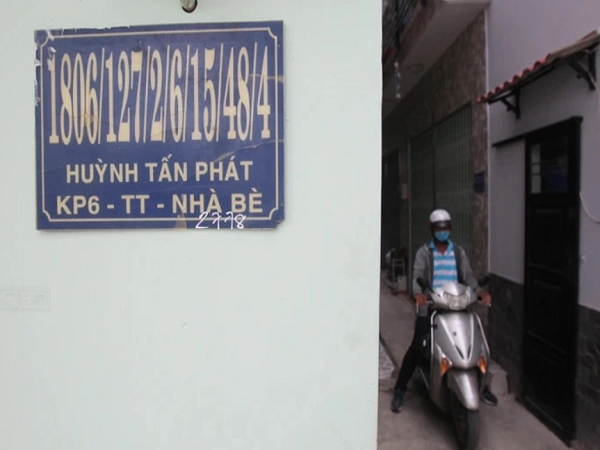 1806/127/2/6/15/48/4
HUỲNH TẤN PHÁT
KP6 - TT - NHÀ BÈ
2778